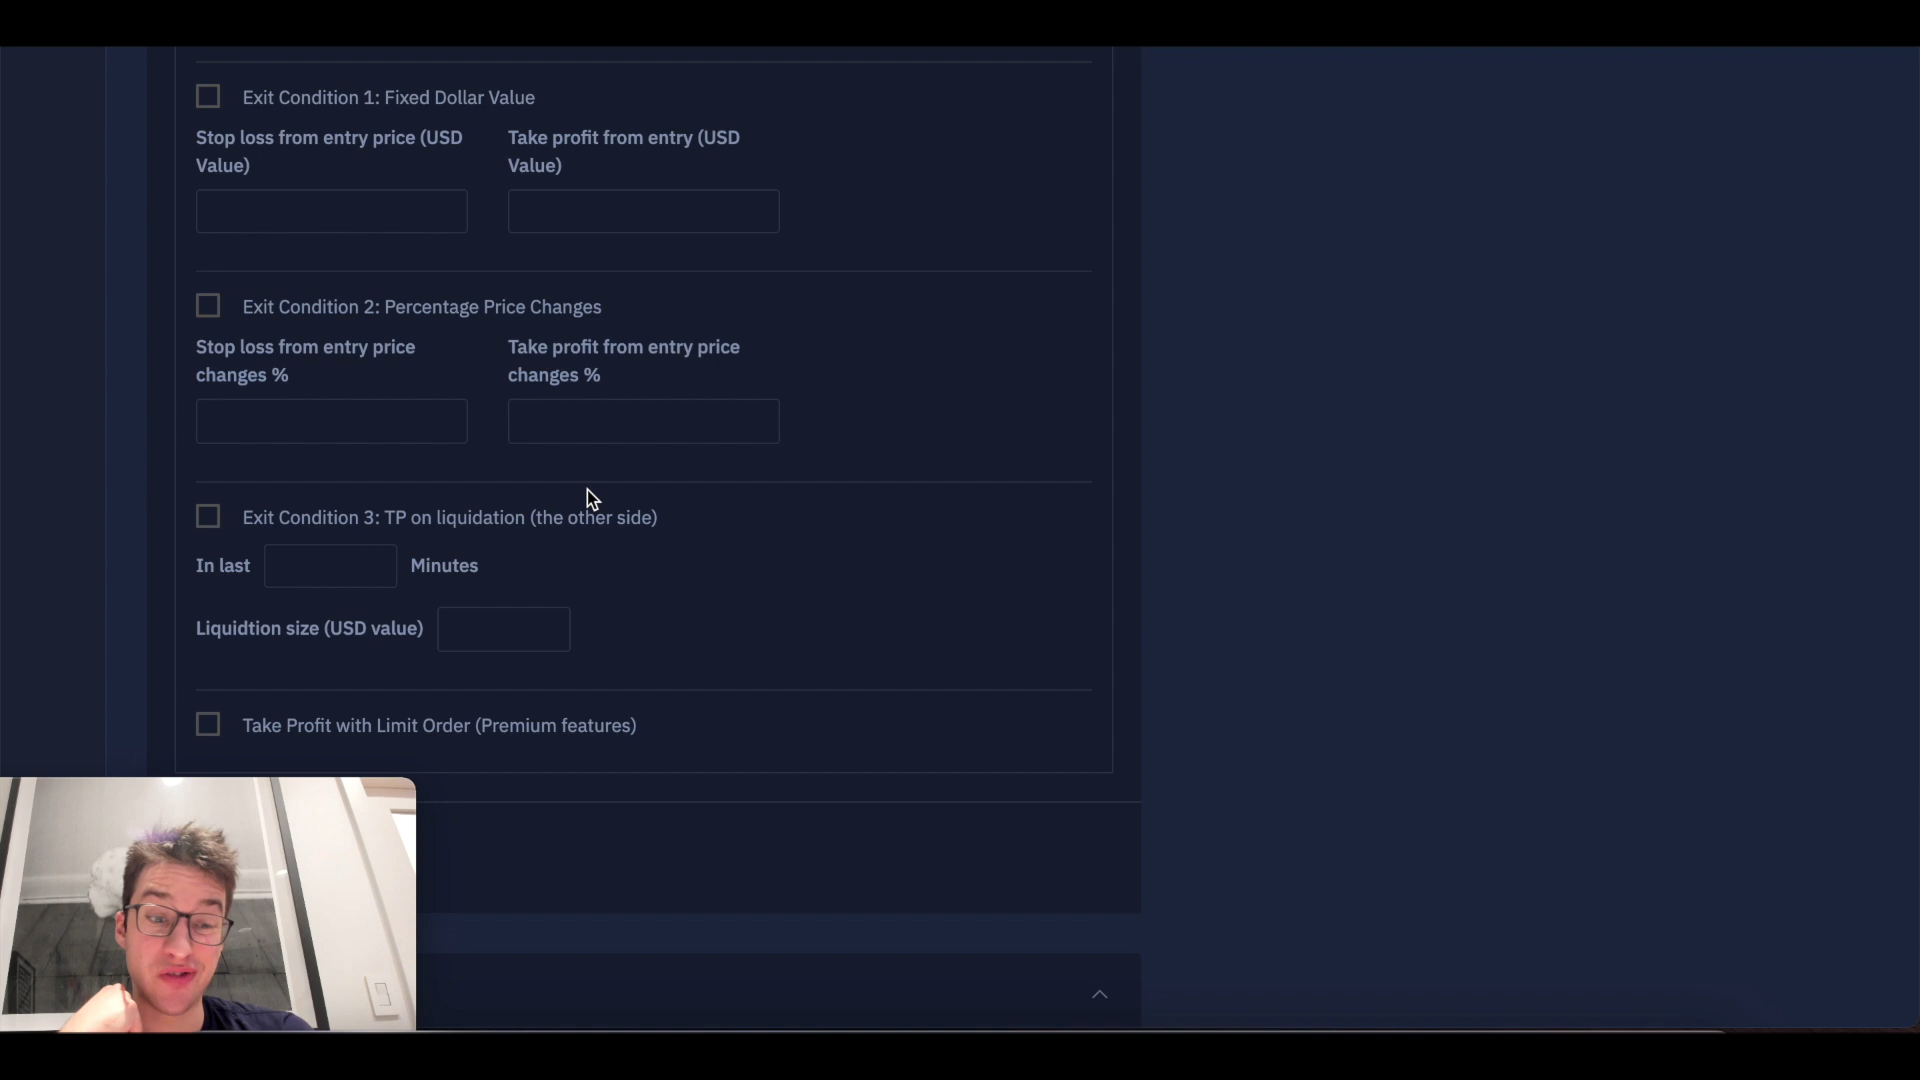 Exit Condition 1: Fixed Dollar Value
Stop loss from entry price (USD
Value)
Take profit from entry (USD
Value)
Exit Condition 2: Percentage Price Changes
Stop loss from entry price
changes %
Take profit from entry price
changes %
Exit Condition 3: TP on liquidation (the other side)
In last
Minutes
Liquidtion size (USD value)
Take Profit with Limit Order (Premium features)